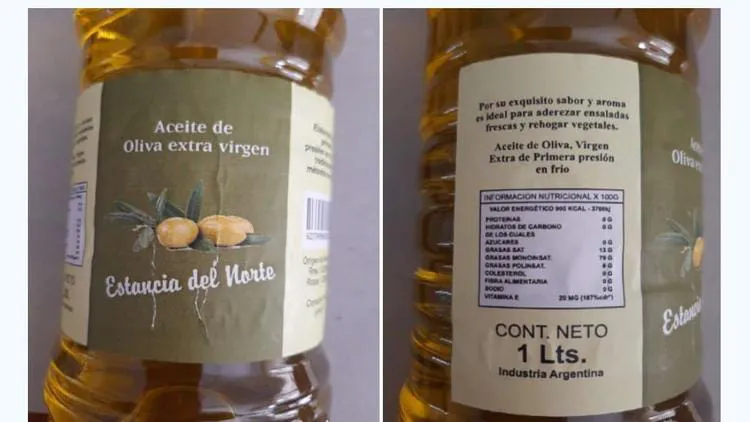 Aceite de
Oliva extra virgen
Estancia del Norte
Por su exquisito sabor y aroma
es ideal para aderezar ensaladas
frescas y rehogar vegetales.
Aceite de Oliva, Virgen
Extra de Primera presión
en frío
INFORMACION NUTRICIONAL X 100G
VALOR ENERGÉTICO 900 KCAL -
PROTEINAS 0 G
HIDRATOS DE CARBONO 0 G
DE LOS CUALES
AZUCARES 0 G
GRASAS SAT 13 G
GRASAS MONOINSAT. 79 G
GRASAS POLINSAT. 8 G
COLESTEROL 0 G
FIBRA ALIMENTARIA 0 G
SODIO 0 G
VITAMINA E 20 MG (167%cdr*)
CONT. NETO
1 Lts.
Industria Argentina